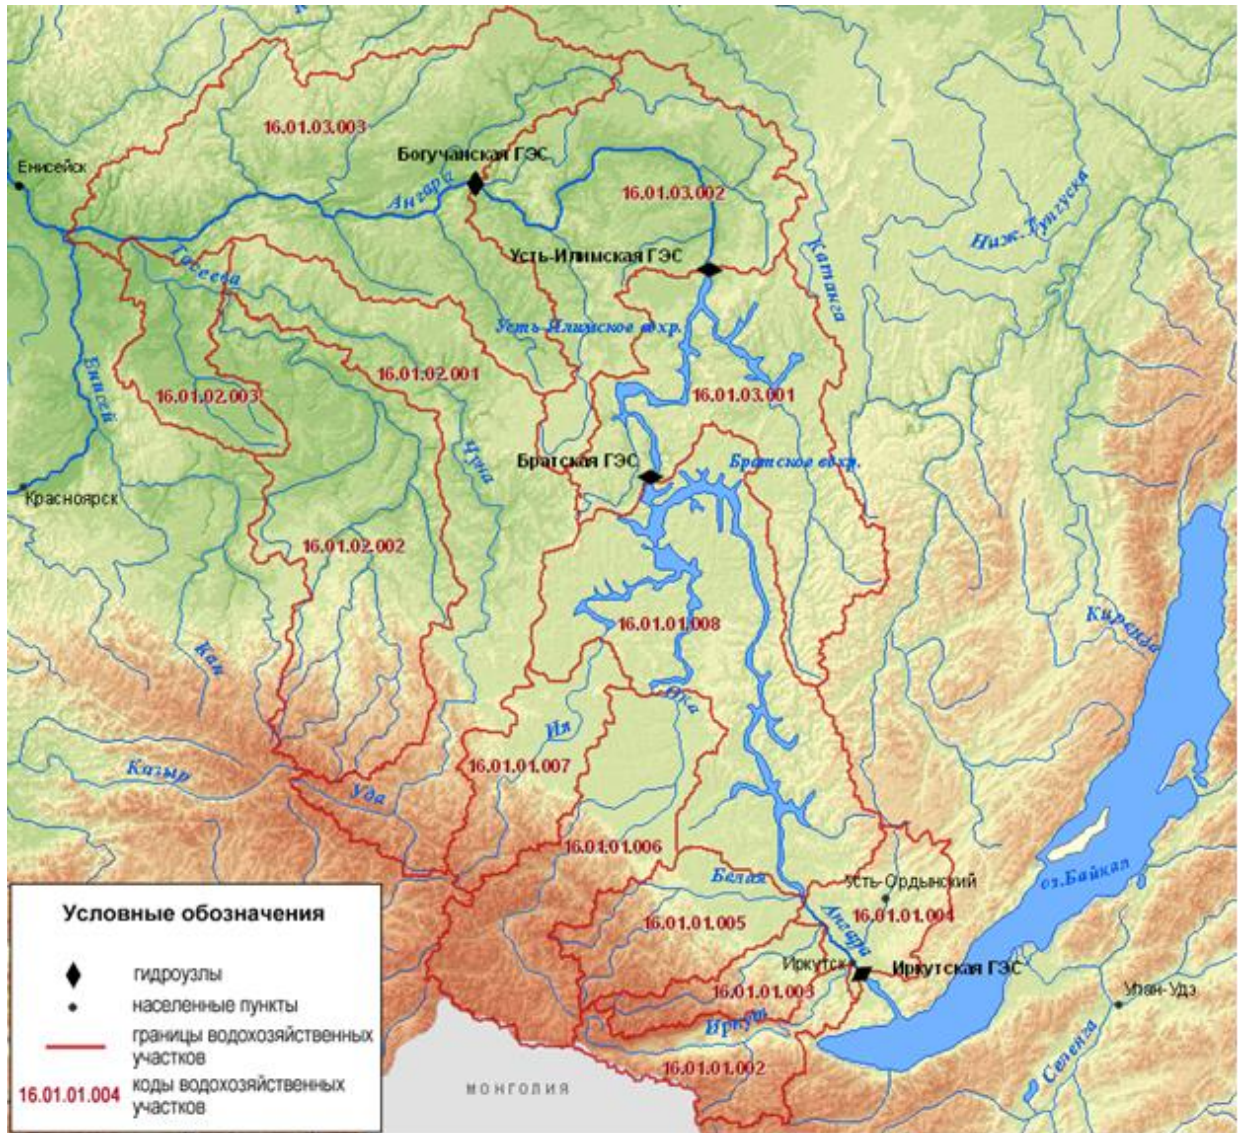 16.01.03.003
Богучанская ГЭС
Енисейск
Ангара
16.01.03.002
Ниж.Тунгуска
Катанга
Усть-Илимская ГЭС
Тасеева
Усть-Илимское вдхр.
Енисей
16.01.02.001
16.01.02.003
16.01.03.001
Чуна
Братская ГЭС
Братское вдхр.
Красноярск
16.01.02.002
Киренга
16.01.01.008
Кан
Ока
Ия
16.01.01.007
Казыр
Уда
16.01.01.006
Белая
Усть-Ордынский
оз.Байкал
16.01.01.005
16.01.01.004
Ангара
Иркутск
Иркутская ГЭС
16.01.01.003
Улан-Удэ
Иркут
Селенга
16.01.01.002
МОНГОЛИЯ
Условные обозначения
гидроузлы
населенные пункты
границы водохозяйственных
участков
16.01.01.004 коды водохозяйственных
участков